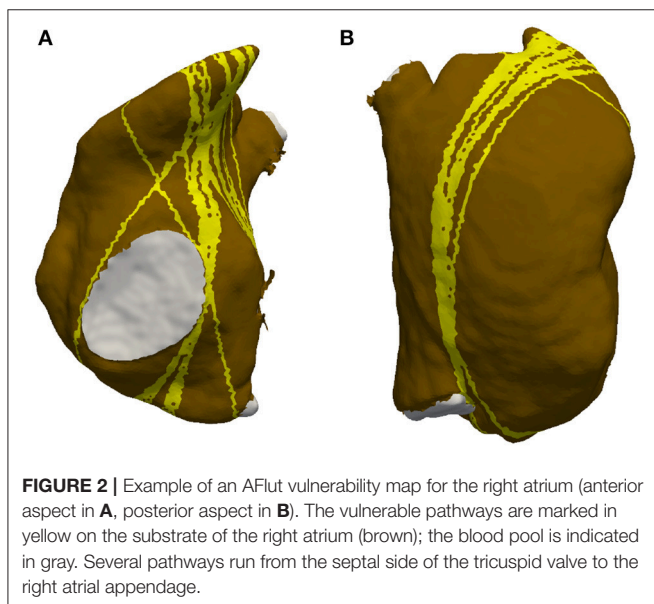 A
B
FIGURE 2 | Example of an AFlut vulnerability map for the right atrium (anterior
aspect in A, posterior aspect in B). The vulnerable pathways are marked in
yellow on the substrate of the right atrium (brown); the blood pool is indicated
in gray. Several pathways run from the septal side of the tricuspid valve to the
right atrial appendage.